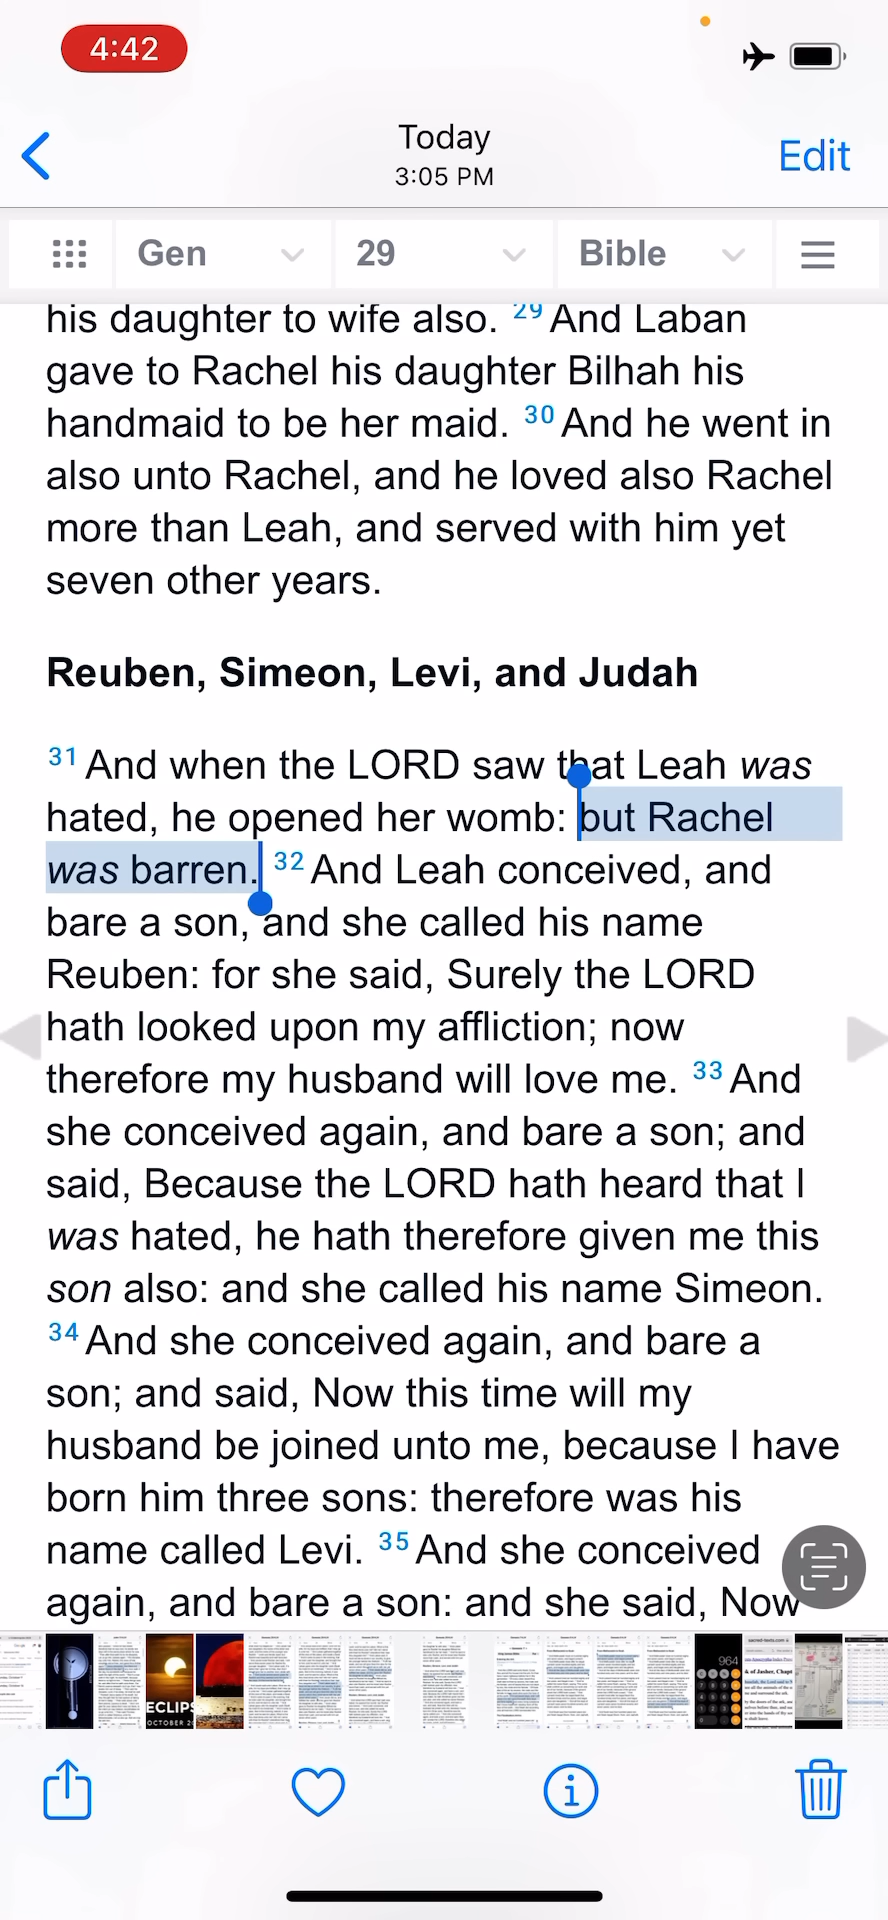 4:42
Today
3:05 PM
Edit
Gen
29
Bible
his daughter to wife also. 29 And Laban
gave to Rachel his daughter Bilhah his
handmaid to be her maid. 30 And he went in
also unto Rachel, and he loved also Rachel
more than Leah, and served with him yet
seven other years.
Reuben, Simeon, Levi, and Judah
31 And when the LORD saw that Leah was
hated, he opened her womb: but Rachel
was barren. 32 And Leah conceived, and
bare a son, and she called his name
Reuben: for she said, Surely the LORD
hath looked upon my affliction; now
therefore my husband will love me. 33 And
she conceived again, and bare a son; and
said, Because the LORD hath heard that I
was hated, he hath therefore given me this
son also: and she called his name Simeon.
34 And she conceived again, and bare a
son; and said, Now this time will my
husband be joined unto me, because I have
born him three sons: therefore was his
name called Levi. 35 And she conceived
again, and bare a son: and she said, Now
ECLIPS
OCTOBER 20
964
& of Jasher, Chapt